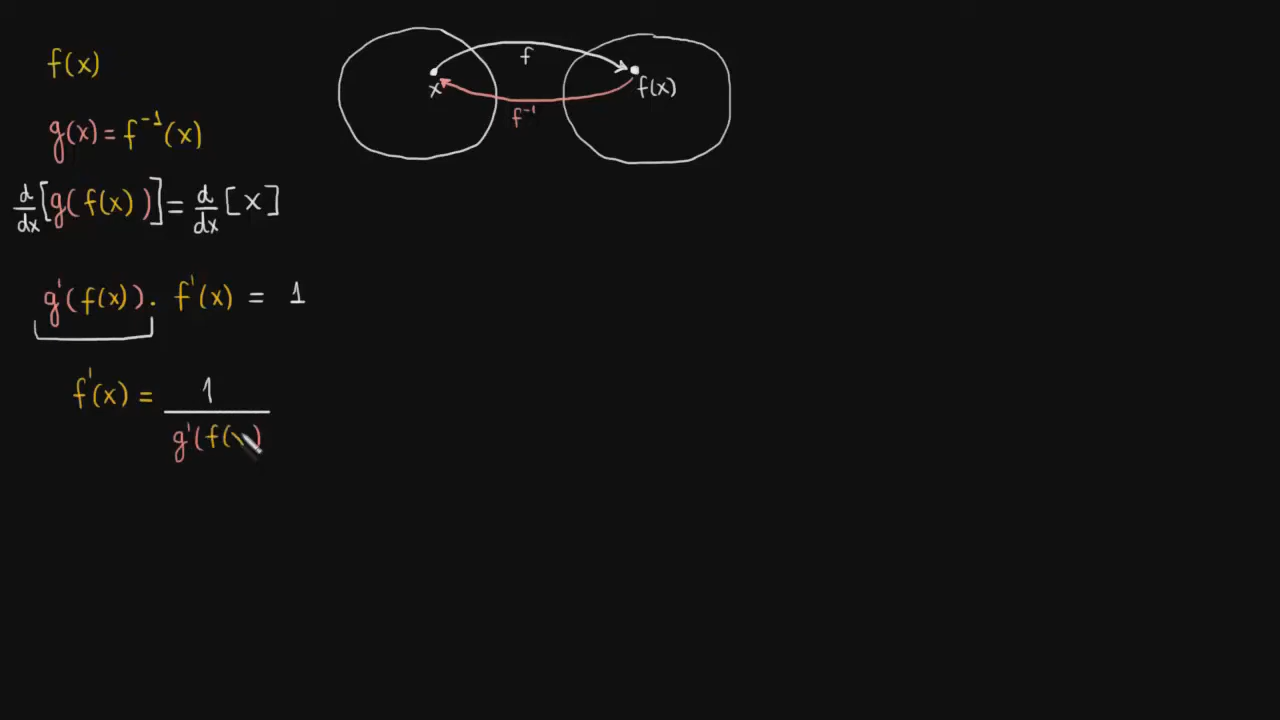 f(x)
g(x) = f⁻¹(x)
d/dx [g(f(x))] = d/dx [x]
g'(f(x)) · f'(x) = 1
f'(x) = 1 / g'(f(x)
f
x
f(x)
f⁻¹